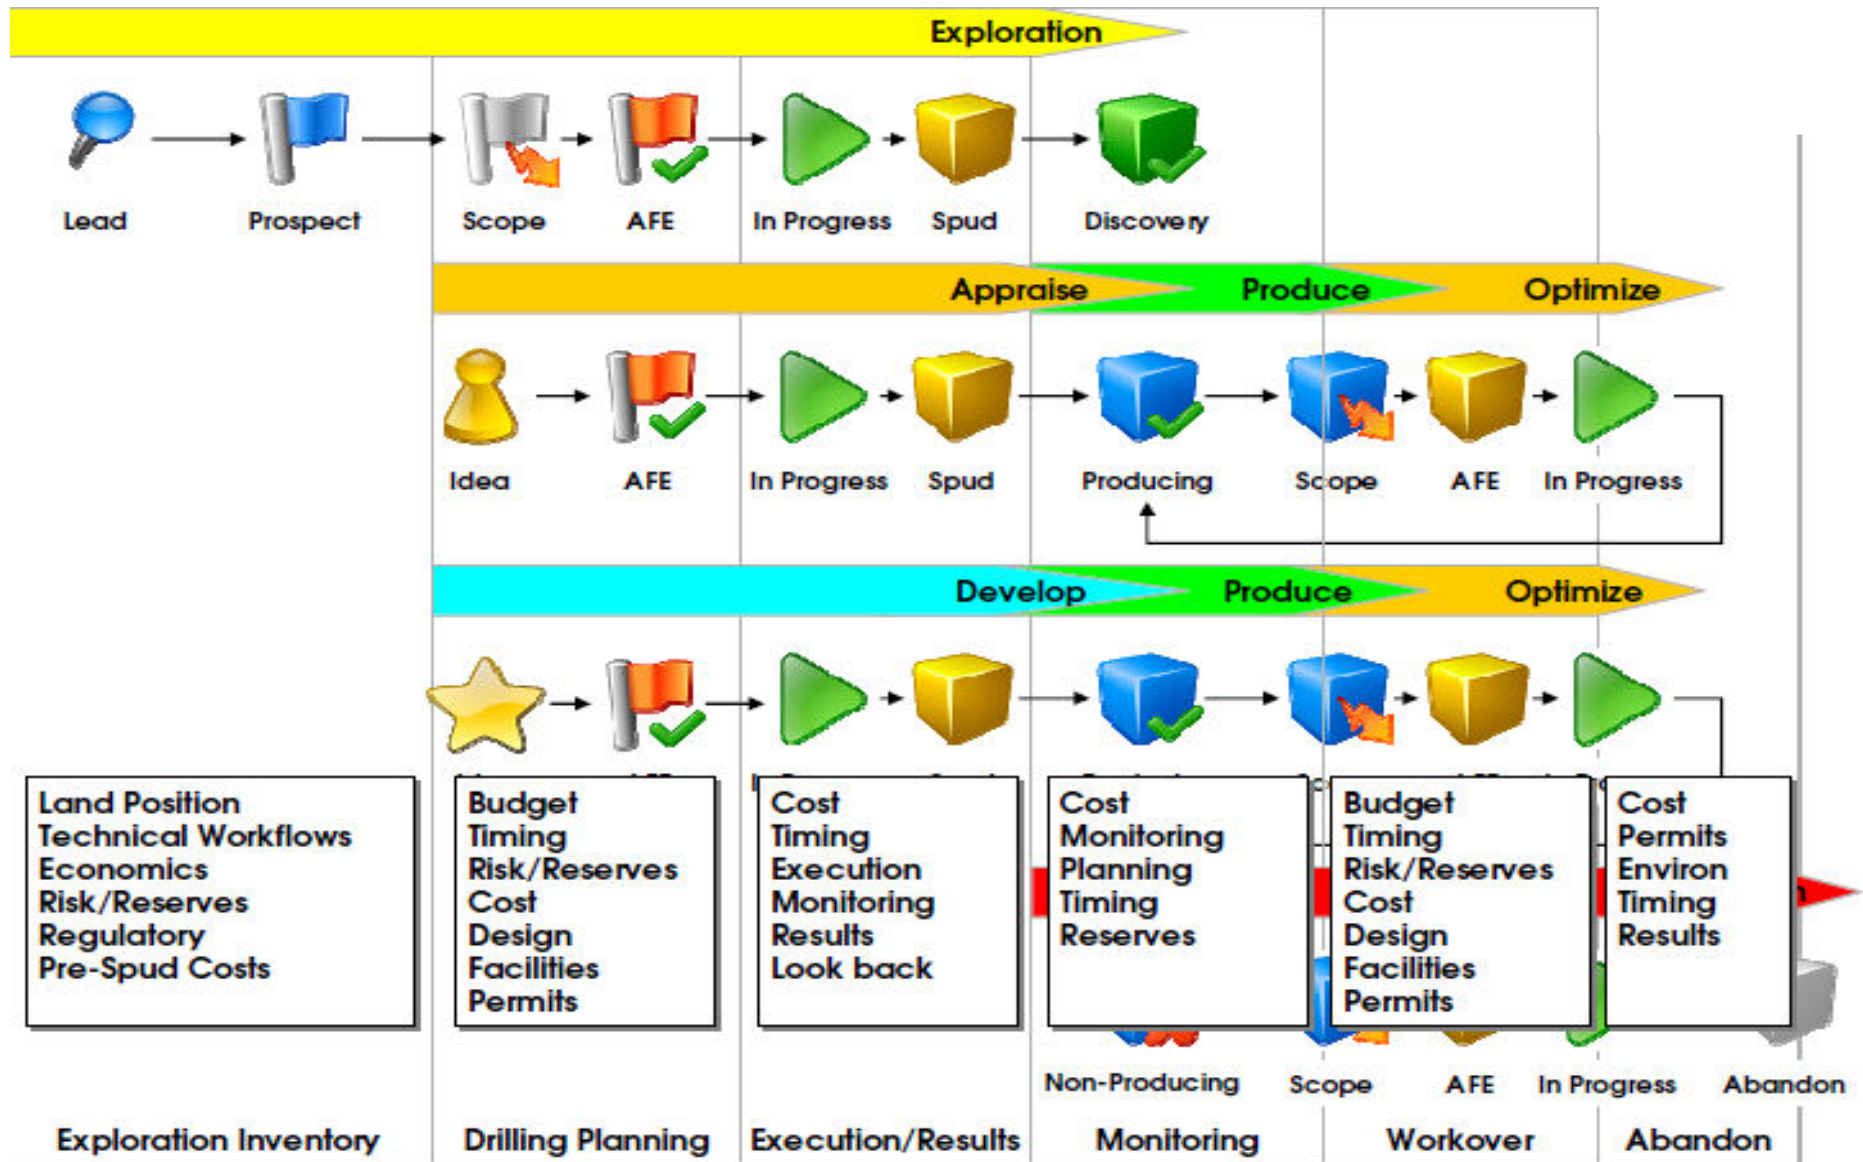 Exploration
Lead
Prospect
Scope
AFE
In Progress
Spud
Discovery
Appraise
Produce
Optimize
Idea
AFE
In Progress
Spud
Producing
Scope
AFE
In Progress
Develop
Produce
Optimize
Land Position
Technical Workflows
Economics
Risk/Reserves
Regulatory
Pre-Spud Costs
Budget
Timing
Risk/Reserves
Cost
Design
Facilities
Permits
Cost
Timing
Execution
Monitoring
Results
Look back
Cost
Monitoring
Planning
Timing
Reserves
Budget
Timing
Risk/Reserves
Cost
Design
Facilities
Permits
Cost
Permits
Environ
Timing
Results
Non-Producing
Scope
AFE
In Progress
Abandon
Exploration Inventory
Drilling Planning
Execution/Results
Monitoring
Workover
Abandon